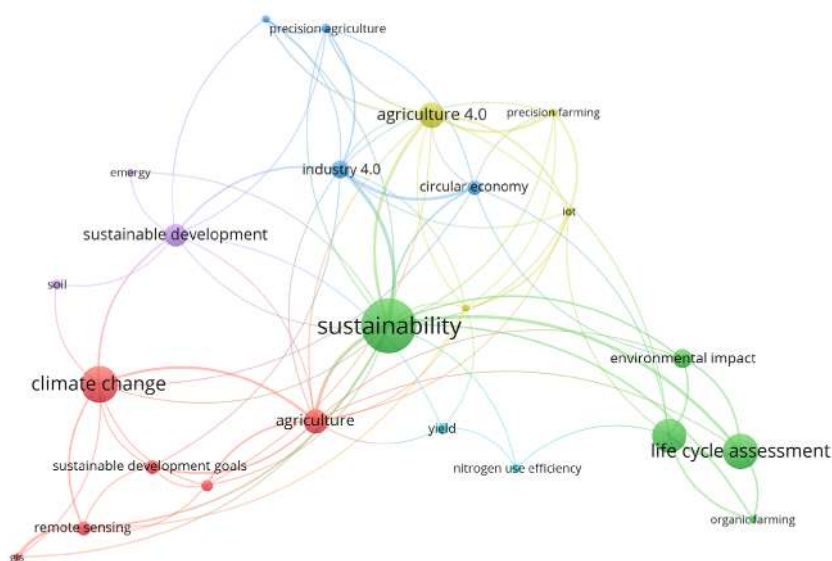 precision agriculture
agriculture 4.0
precision farming
industry 4.0
emergy
circular economy
iot
sustainable development
soil
sustainability
environmental impact
climate change
agriculture
yield
life cycle assessment
sustainable development goals
nitrogen use efficiency
organic farming
remote sensing
gis